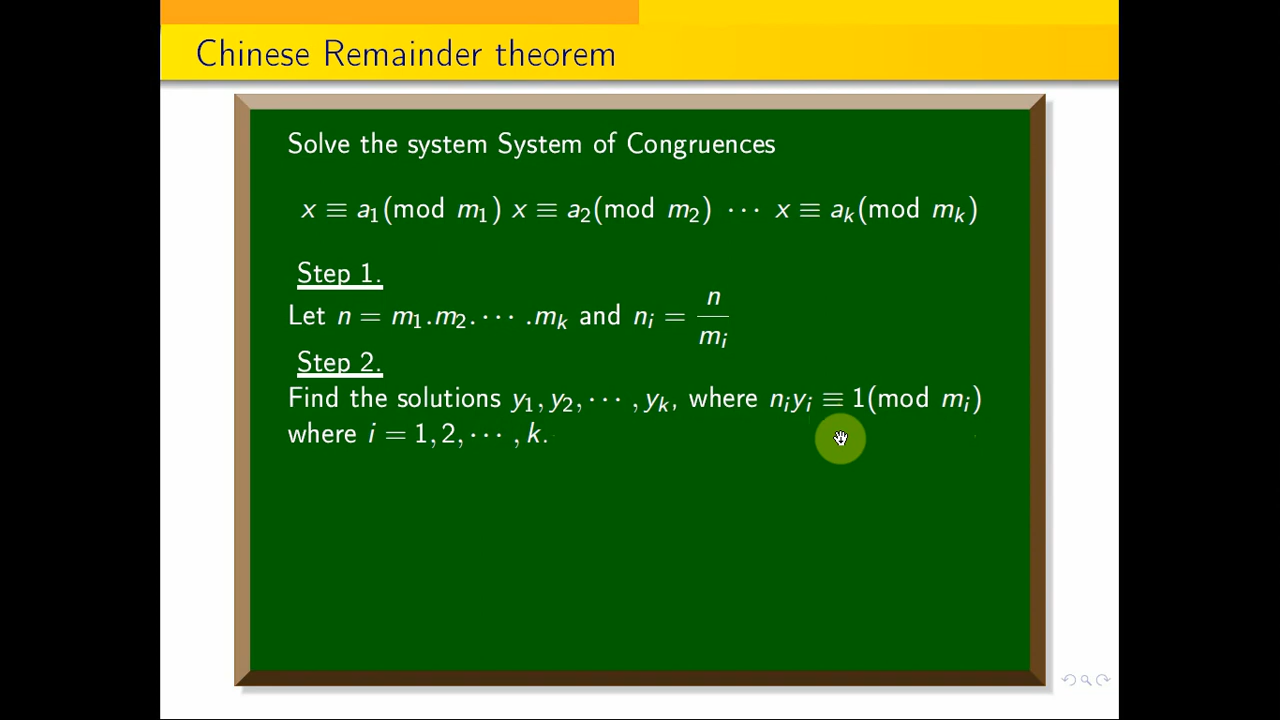 Chinese Remainder theorem
Solve the system System of Congruences
x ≡ a₁(mod m₁) x ≡ a₂(mod m₂) ⋯ x ≡ aₖ(mod mₖ)
Step 1.
Let n = m₁.m₂.⋯.mₖ and nᵢ = n/mᵢ
Step 2.
Find the solutions y₁, y₂, ⋯ , yₖ, where nᵢyᵢ ≡ 1(mod mᵢ)
where i = 1, 2, ⋯ , k.